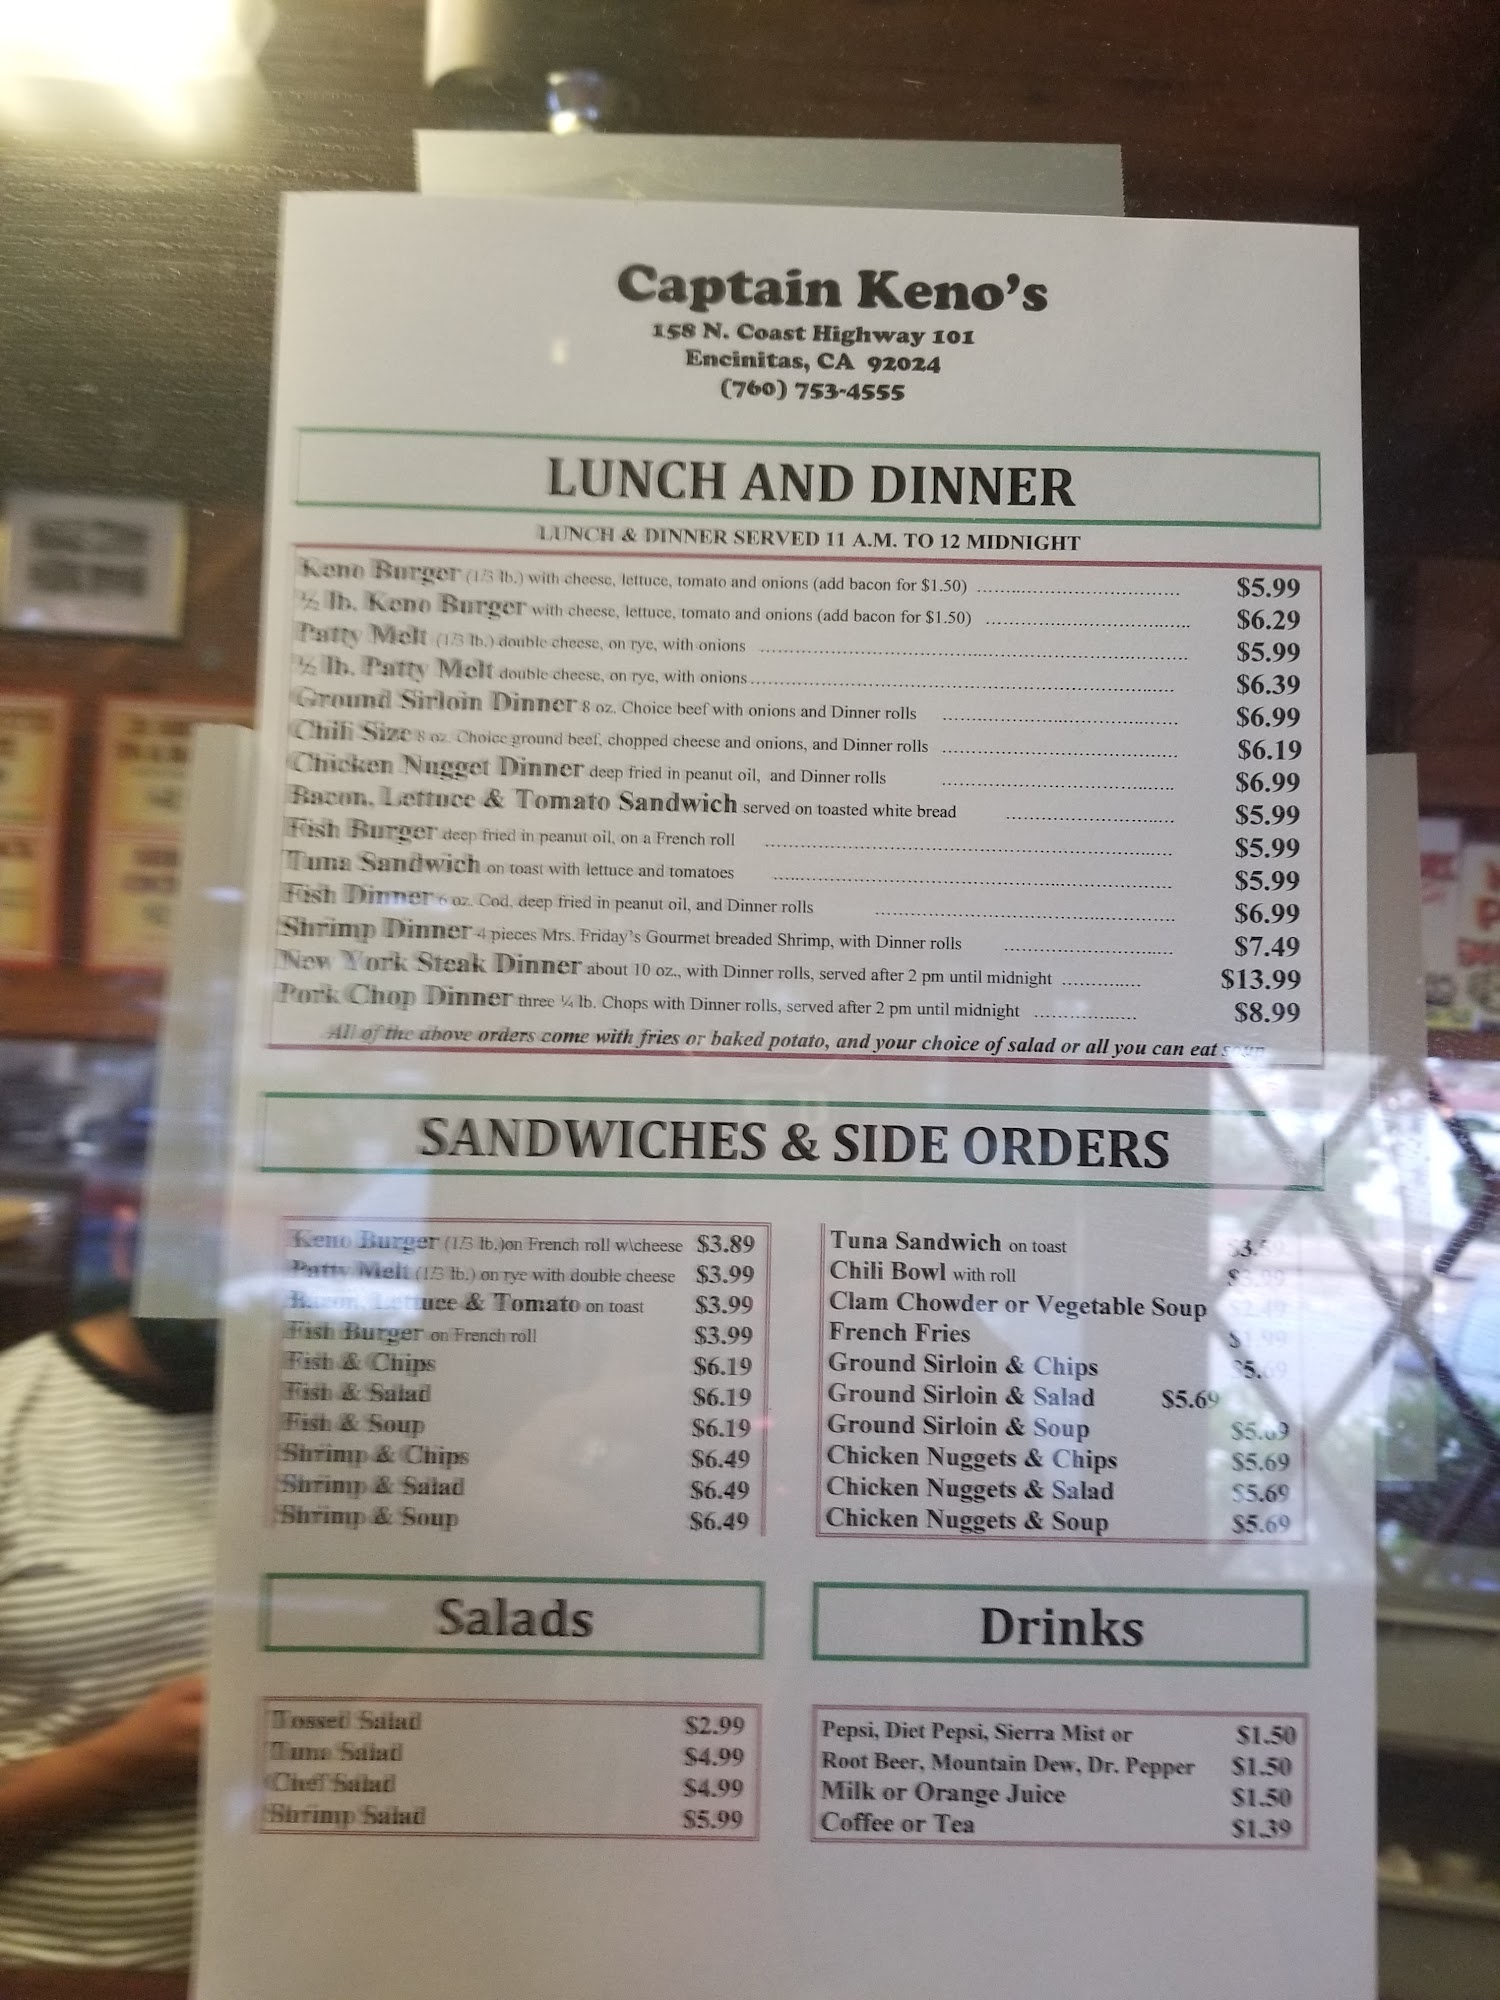 Captain Keno's
158 N. Coast Highway 101
Encinitas, CA 92024
(760) 753-4555
LUNCH AND DINNER
LUNCH & DINNER SERVED 11 A.M. TO 12 MIDNIGHT
Keno Burger (1/3 lb.) with cheese, lettuce, tomato and onions (add bacon for $1.50) $5.99
½ lb. Keno Burger with cheese, lettuce, tomato and onions (add bacon for $1.50) $6.29
Patty Melt (1/3 lb.) double cheese, on rye, with onions $5.99
½ lb. Patty Melt double cheese, on rye, with onions $6.39
Ground Sirloin Dinner 8 oz. Choice beef with onions and Dinner rolls $6.99
Chili Size 8 oz. Choice ground beef, chopped cheese and onions, and Dinner rolls $6.19
Chicken Nugget Dinner deep fried in peanut oil, and Dinner rolls $6.99
Bacon, Lettuce & Tomato Sandwich served on toasted white bread $5.99
Fish Burger deep fried in peanut oil, on a French roll $5.99
Tuna Sandwich on toast with lettuce and tomatoes $5.99
Fish Dinner 6 oz. Cod, deep fried in peanut oil, and Dinner rolls $6.99
Shrimp Dinner 4 pieces Mrs. Friday's Gourmet breaded Shrimp, with Dinner rolls $7.49
New York Steak Dinner about 10 oz., with Dinner rolls, served after 2 pm until midnight $13.99
Pork Chop Dinner three ¼ lb. Chops with Dinner rolls, served after 2 pm until midnight $8.99
All of the above orders come with fries or baked potato, and your choice of salad or all you can eat soup
SANDWICHES & SIDE ORDERS
Keno Burger (1/3 lb.)on French roll w\cheese $3.89
Patty Melt (1/3 lb.) on rye with double cheese $3.99
Bacon, Lettuce & Tomato on toast $3.99
Fish Burger on French roll $3.99
Fish & Chips $6.19
Fish & Salad $6.19
Fish & Soup $6.19
Shrimp & Chips $6.49
Shrimp & Salad $6.49
Shrimp & Soup $6.49
Tuna Sandwich on toast
Chili Bowl with roll
Clam Chowder or Vegetable Soup $2.49
French Fries $1.99
Ground Sirloin & Chips $5.69
Ground Sirloin & Salad $5.69
Ground Sirloin & Soup $5.69
Chicken Nuggets & Chips $5.69
Chicken Nuggets & Salad $5.69
Chicken Nuggets & Soup $5.69
Salads
Tossed Salad $2.99
Tuna Salad $4.99
Chef Salad $4.99
Shrimp Salad $5.99
Drinks
Pepsi, Diet Pepsi, Sierra Mist or $1.50
Root Beer, Mountain Dew, Dr. Pepper $1.50
Milk or Orange Juice $1.50
Coffee or Tea $1.39